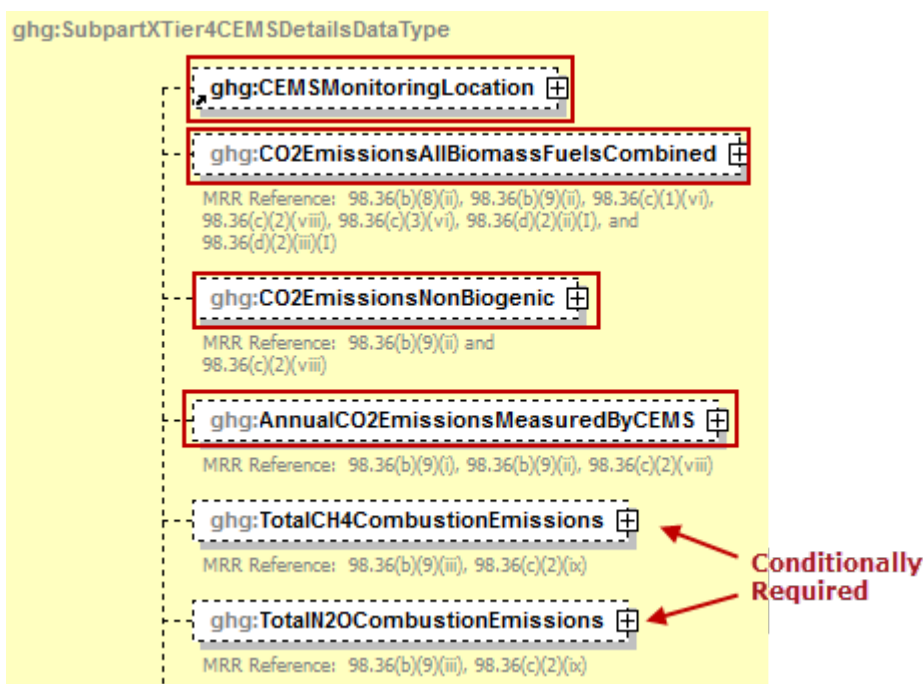 ghg:SubpartXTier4CEMSDetailsDataType
ghg:CEMSMonitoringLocation
ghg:CO2EmissionsAllBiomassFuelsCombined
MRR Reference: 98.36(b)(8)(ii), 98.36(b)(9)(ii), 98.36(c)(1)(vi),
98.36(c)(2)(viii), 98.36(c)(3)(vi), 98.36(d)(2)(ii)(I), and
98.36(d)(2)(iii)(I)
ghg:CO2EmissionsNonBiogenic
MRR Reference: 98.36(b)(9)(ii) and
98.36(c)(2)(viii)
ghg:AnnualCO2EmissionsMeasuredByCEMS
MRR Reference: 98.36(b)(9)(i), 98.36(b)(9)(ii), 98.36(c)(2)(viii)
ghg:TotalCH4CombustionEmissions
MRR Reference: 98.36(b)(9)(iii), 98.36(c)(2)(ix)
Conditionally
Required
ghg:TotalN2OCombustionEmissions
MRR Reference: 98.36(b)(9)(iii), 98.36(c)(2)(ix)